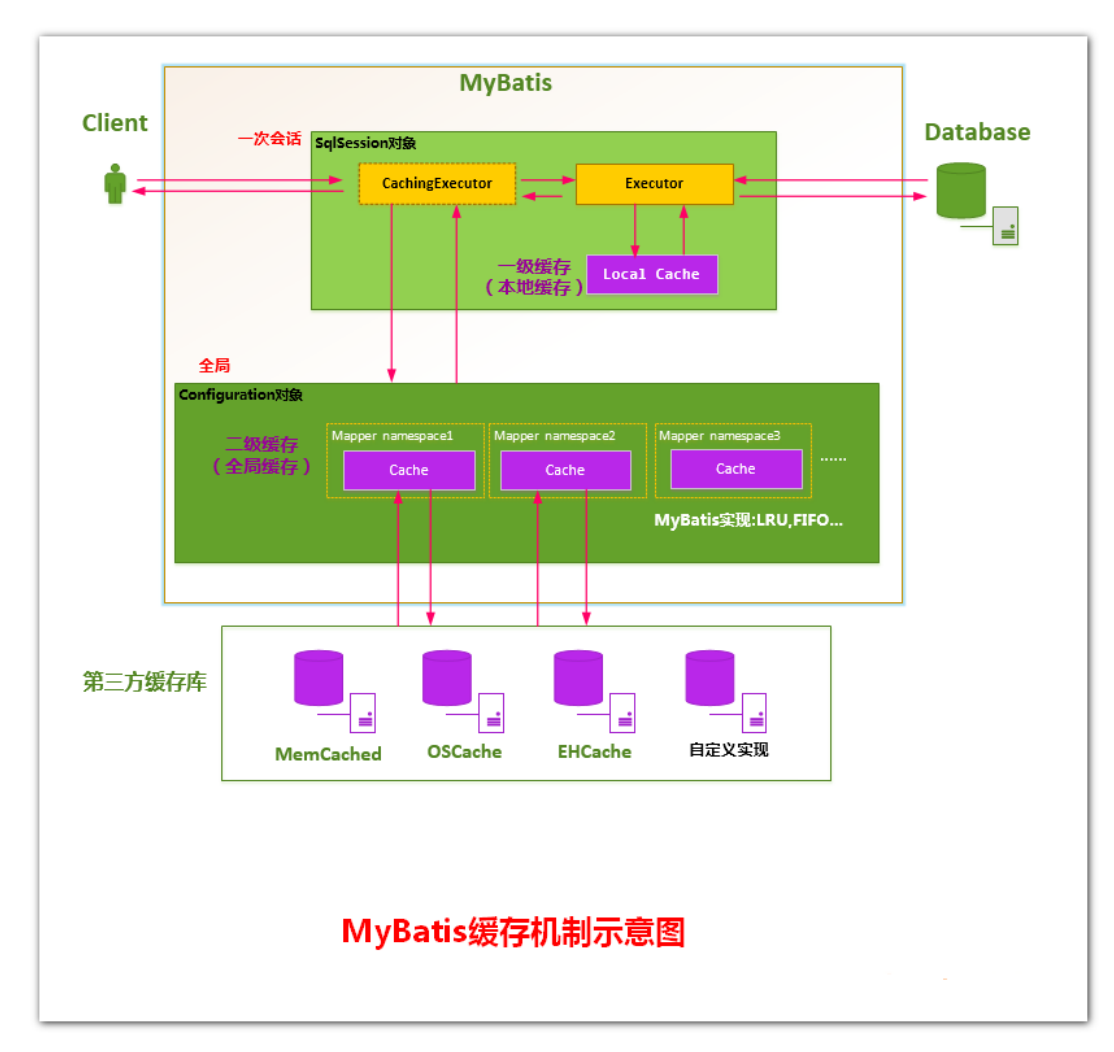 MyBatis
Client
一次会话
SqlSession对象
Database
CachingExecutor
Executor
一级缓存
（本地缓存）
Local Cache
全局
Configuration对象
二级缓存
（全局缓存）
Mapper namespace1
Mapper namespace2
Mapper namespace3
Cache
Cache
Cache
......
MyBatis实现:LRU,FIFO...
第三方缓存库
MemCached
OSCache
EHCache
自定义实现
MyBatis缓存机制示意图